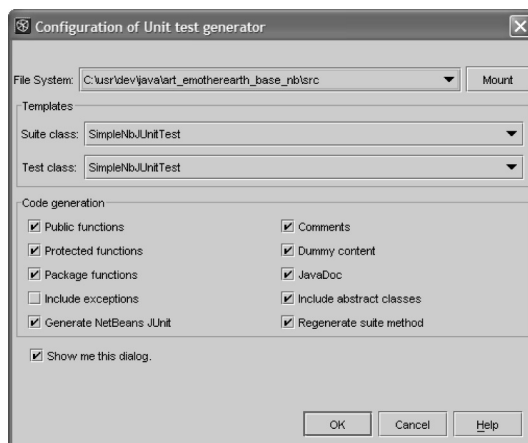 Configuration of Unit test generator
File System: C:\usr\dev\java\art_emotherearth_base_nb\src Mount
Templates
Suite class: SimpleNbJUnitTest
Test class: SimpleNbJUnitTest
Code generation
Public functions Comments
Protected functions Dummy content
Package functions JavaDoc
Include exceptions Include abstract classes
Generate NetBeans JUnit Regenerate suite method
Show me this dialog.
OK Cancel Help